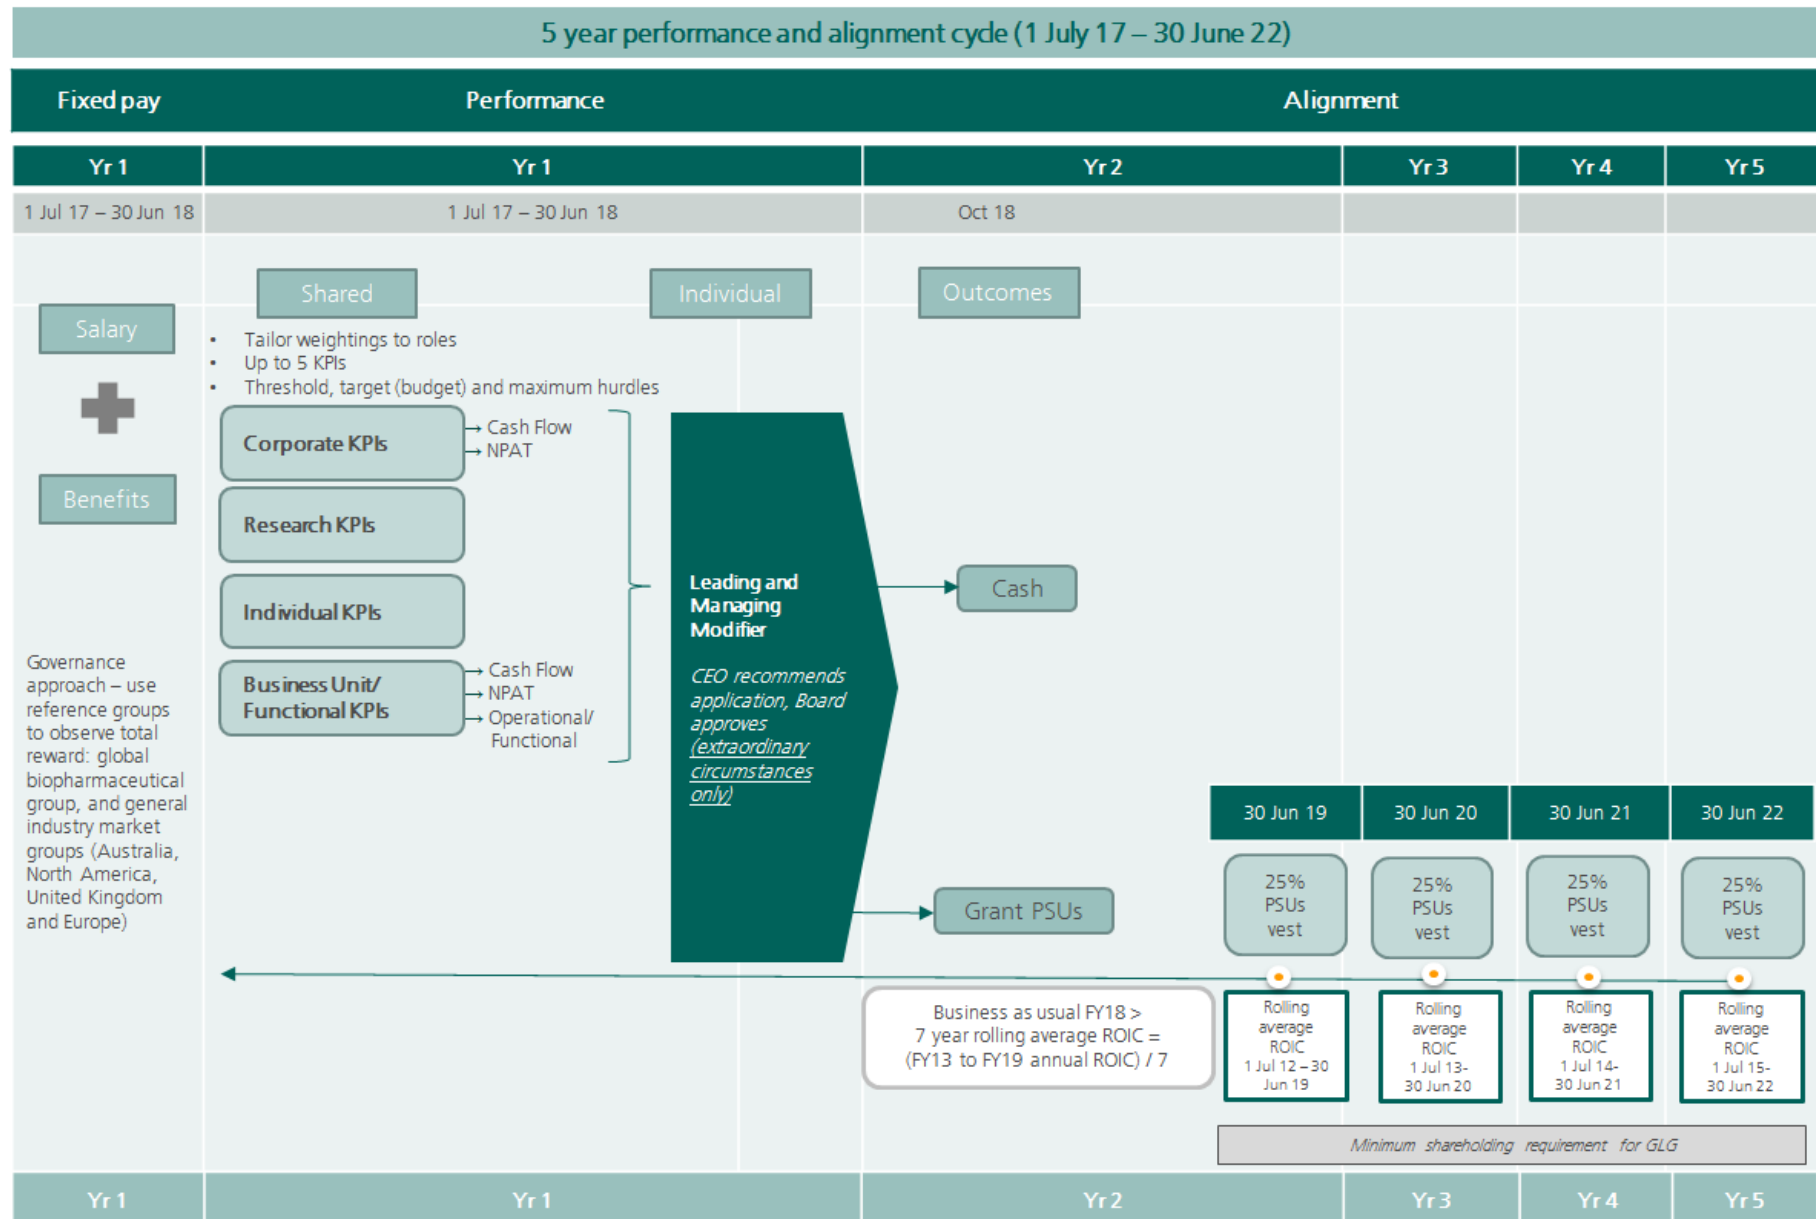 5 year performance and alignment cycle (1 July 17 – 30 June 22)
Fixed pay
Performance
Alignment
Yr 1
Yr 1
Yr 2
Yr 3
Yr 4
Yr 5
1 Jul 17 – 30 Jun 18
1 Jul 17 – 30 Jun 18
Oct 18
Salary
Benefits
Governance
approach – use
reference groups
to observe total
reward: global
biopharmaceutical
group, and general
industry market
groups (Australia,
North America,
United Kingdom
and Europe)
Shared
• Tailor weightings to roles
• Up to 5 KPIs
• Threshold, target (budget) and maximum hurdles
Corporate KPIs
→ Cash Flow
→ NPAT
Research KPIs
Individual KPIs
Business Unit/
Functional KPIs
→ Cash Flow
→ NPAT
→ Operational/
Functional
Individual
Leading and
Managing
Modifier
CEO recommends
application, Board
approves
(extraordinary
circumstances
only)
Outcomes
Cash
Grant PSUs
30 Jun 19
30 Jun 20
30 Jun 21
30 Jun 22
25%
PSUs
vest
25%
PSUs
vest
25%
PSUs
vest
25%
PSUs
vest
Business as usual FY18 >
7 year rolling average ROIC =
(FY13 to FY19 annual ROIC) / 7
Rolling
average
ROIC
1 Jul 12 – 30
Jun 19
Rolling
average
ROIC
1 Jul 13-
30 Jun 20
Rolling
average
ROIC
1 Jul 14-
30 Jun 21
Rolling
average
ROIC
1 Jul 15-
30 Jun 22
Minimum shareholding requirement for GLG
Yr 1
Yr 1
Yr 2
Yr 3
Yr 4
Yr 5